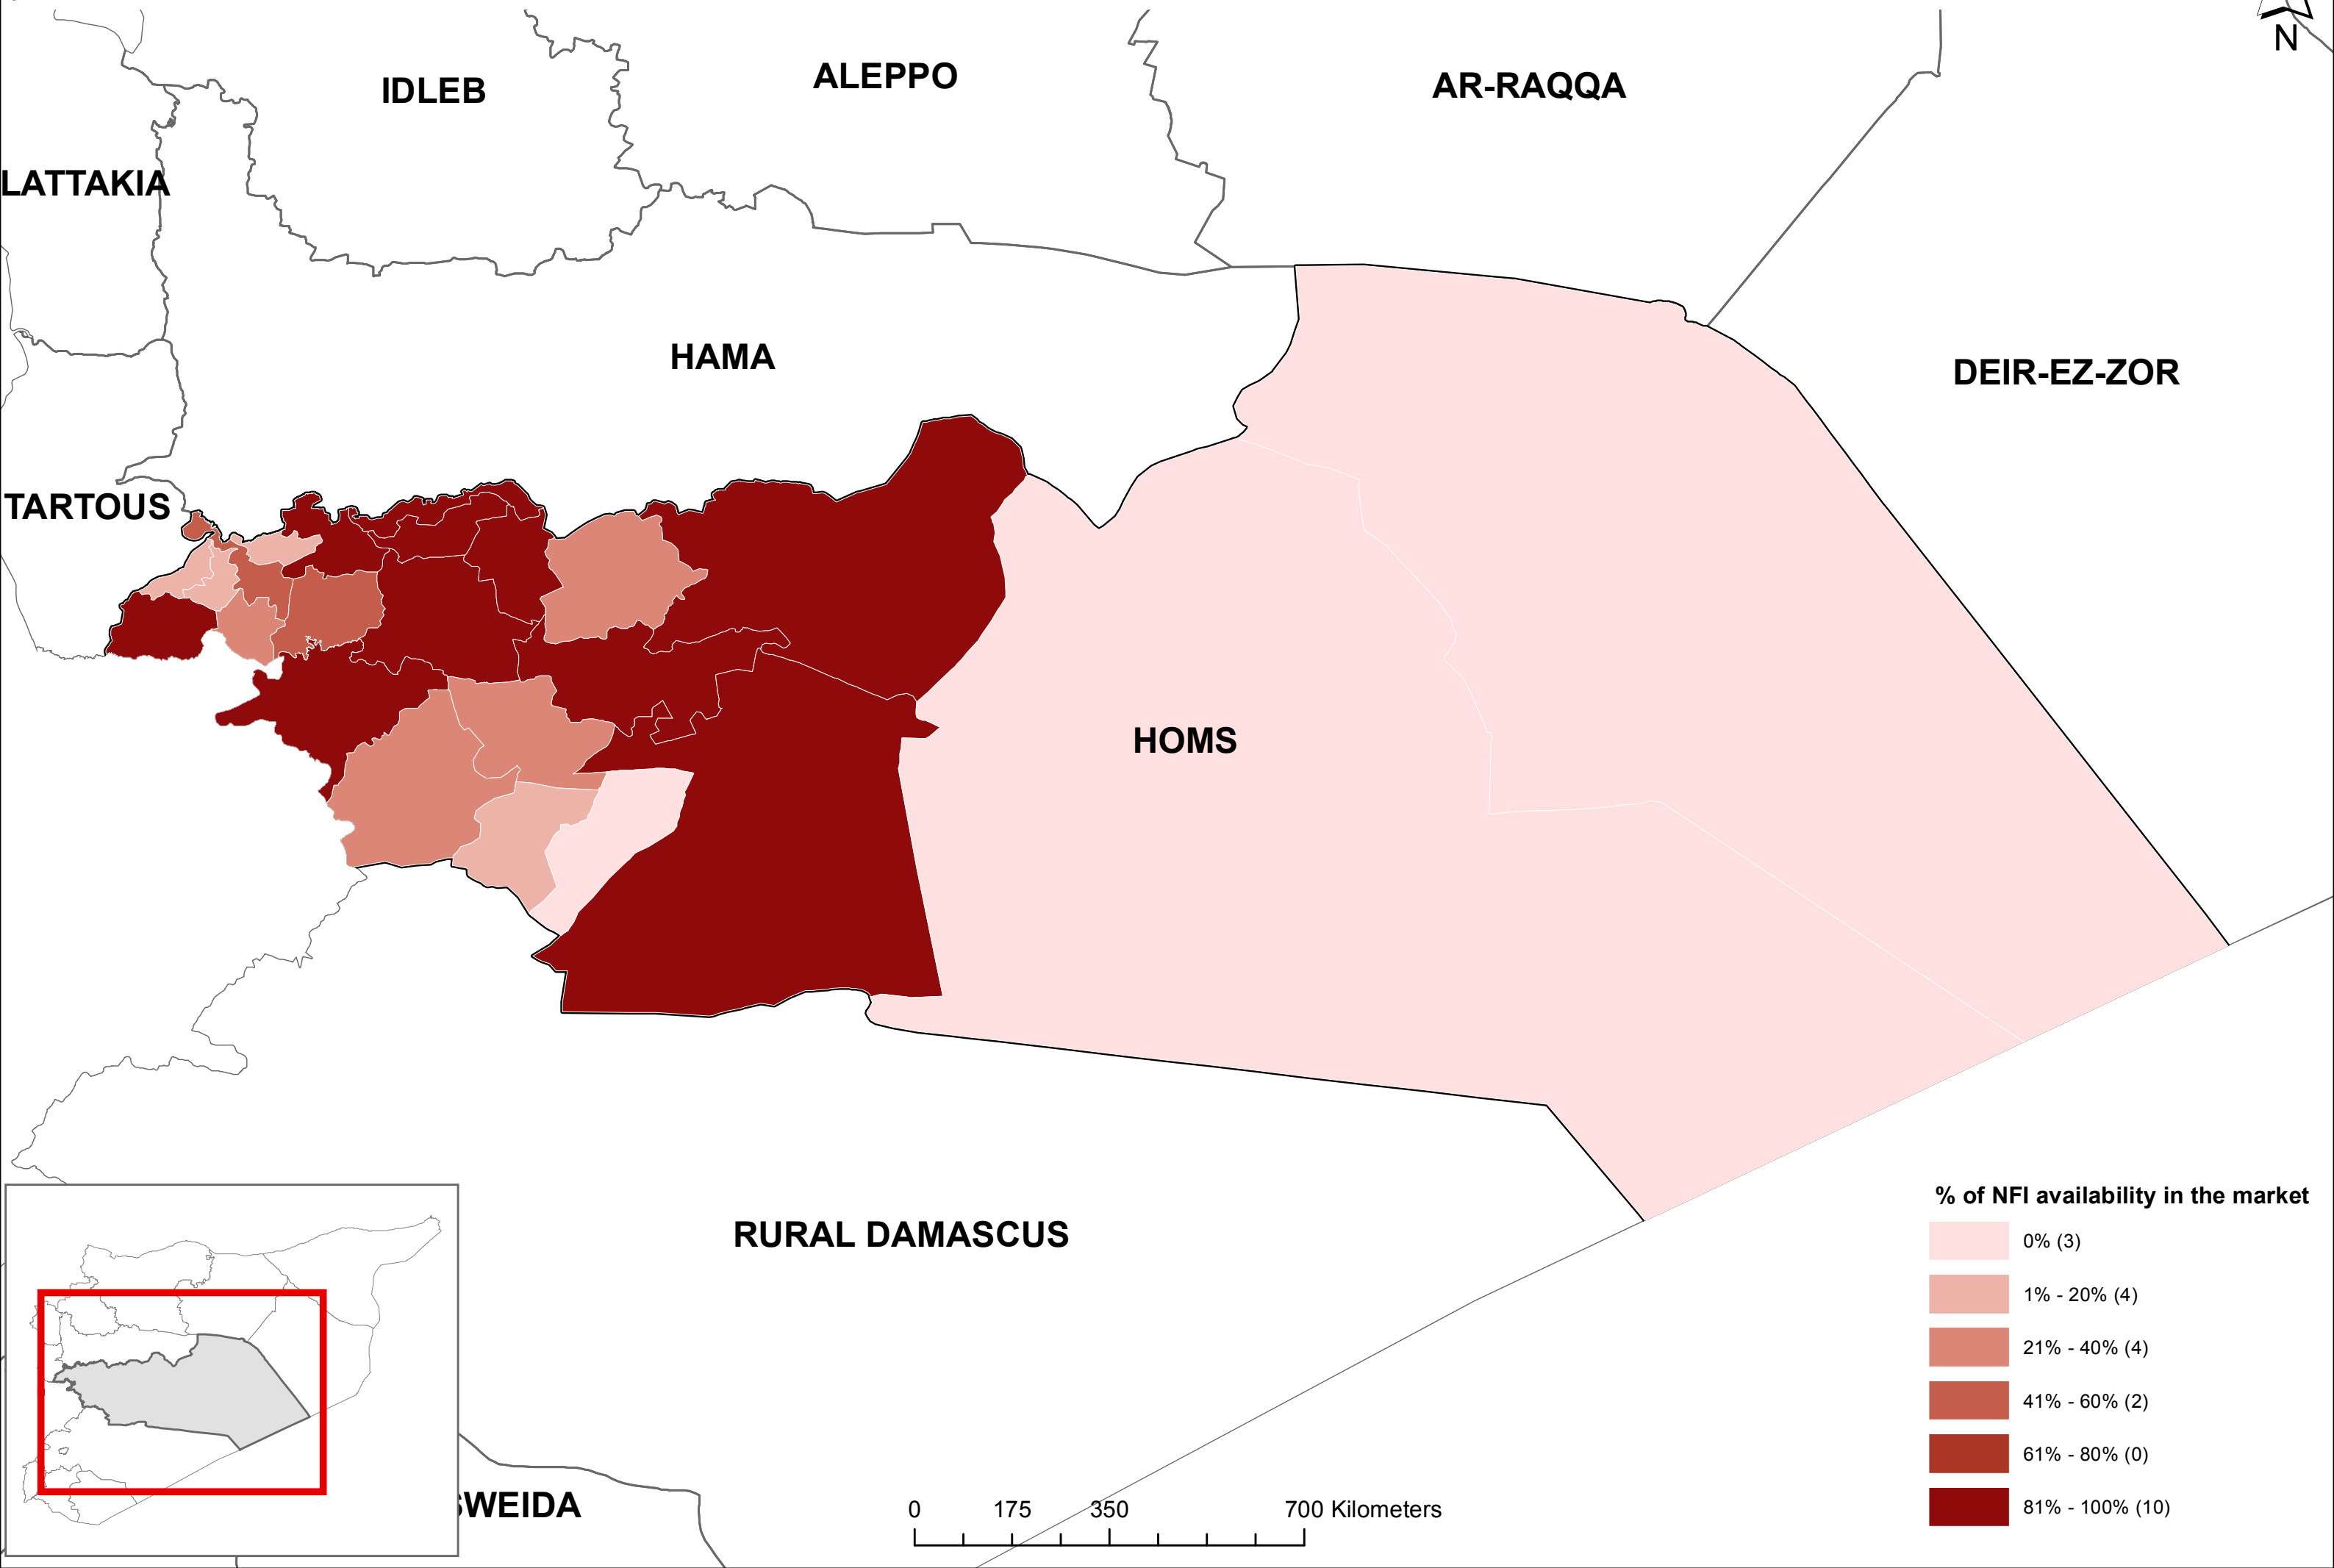 N
IDLEB
ALEPPO
AR-RAQQA
LATTAKIA
HAMA
DEIR-EZ-ZOR
TARTOUS
HOMS
RURAL DAMASCUS
SWEIDA
0 175 350 700 Kilometers
% of NFI availability in the market
0% (3)
1% - 20% (4)
21% - 40% (4)
41% - 60% (2)
61% - 80% (0)
81% - 100% (10)